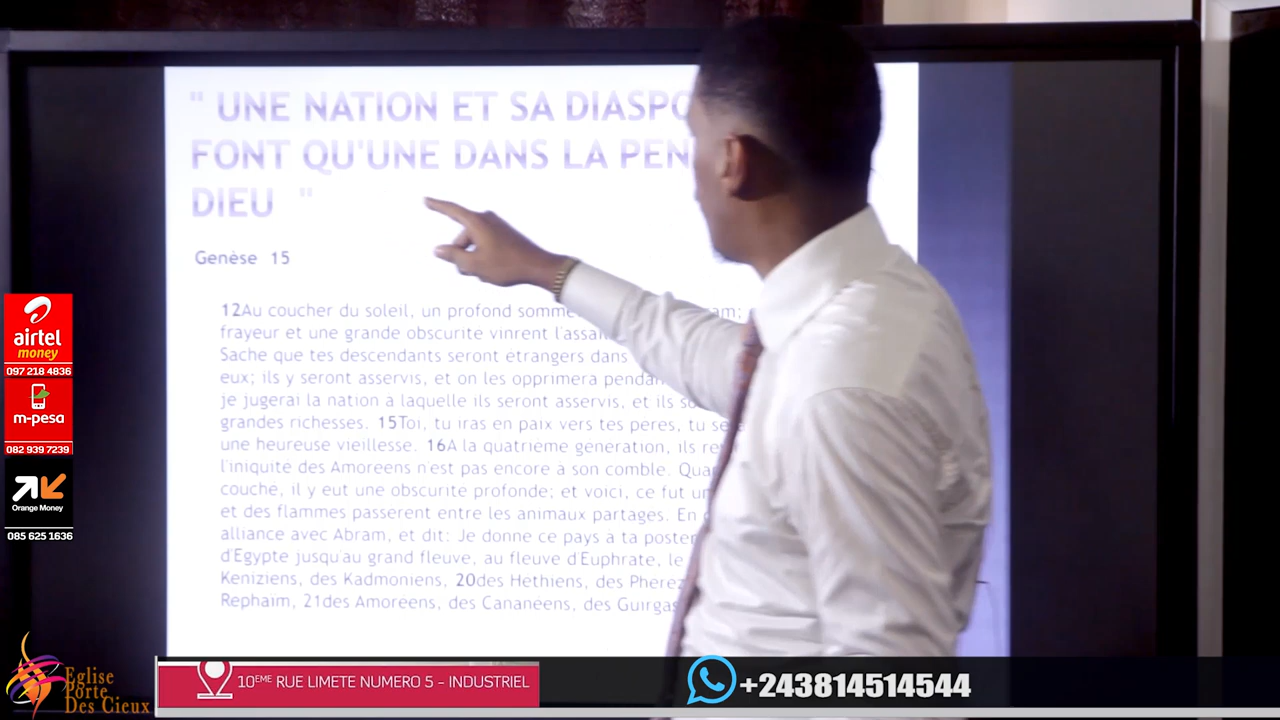 " UNE NATION ET SA DIASPO
FONT QU'UNE DANS LA PEN
DIEU "
Genèse 15
12Au coucher du soleil, un profond somme
frayeur et une grande obscurite vinrent l'assa
Sache que tes descendants seront étrangers dans
eux; ils y seront asservis, et on les opprimera penda
je jugerai la nation a laquelle ils seront asservis, et ils so
grandes richesses. 15Toi, tu iras en paix vers tes peres, tu se
une heureuse vieillesse. 16A la quatrieme generation, ils re
l'iniquite des Amoreens n'est pas encore à son comble. Qua
couché, il y eut une obscurite profonde; et voici, ce fut u
et des flammes passerent entre les animaux partages. En
alliance avec Abram, et dit: Je donne ce pays a ta poster
d'Egypte jusqu'au grand fleuve, au fleuve d'Euphrate, le
Keniziens, des Kadmoniens, 20des Hethiens, des Pherez
Rephaim, 21des Amoreens, des Cananéens, des Guirgas
airtel
money
097 218 4836
m-pesa
082 939 7239
Orange Money
085 625 1636
Eglise
Porte
Des Cieux
10EME RUE LIMETE NUMERO 5 - INDUSTRIEL
+243814514544